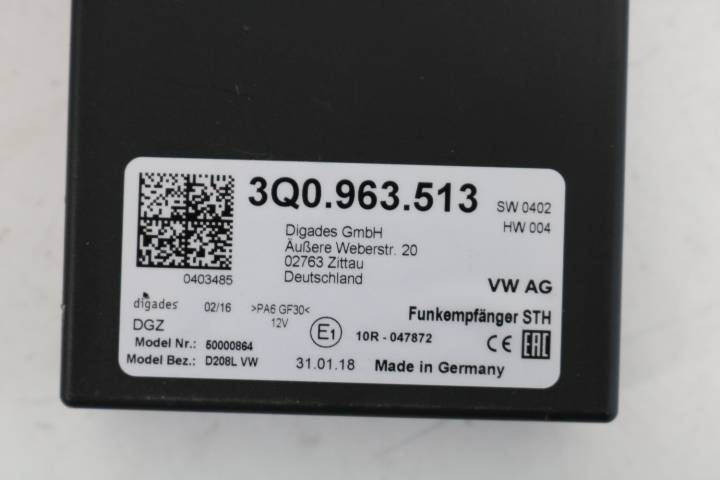 3Q0.963.513 SW 0402
HW 004
Digades GmbH
Äußere Weberstr. 20
02763 Zittau
Deutschland
0403485
VW AG
digades 02/16 >PA6 GF30<
12V
Funkempfänger STH
DGZ
E1 10R - 047872
CE EAC
Model Nr.: 50000864
Model Bez.: D208L VW
31.01.18 Made in Germany